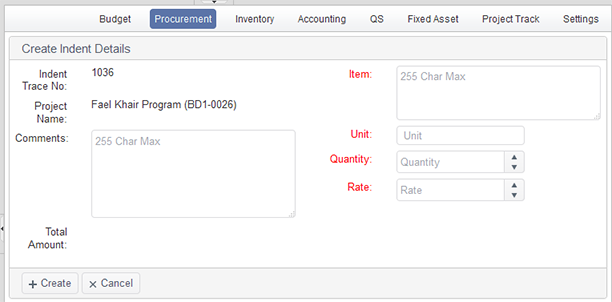 Budget Procurement Inventory Accounting QS Fixed Asset Project Track Settings
Create Indent Details
Indent Trace No: 1036
Project Name: Fael Khair Program (BD1-0026)
Comments: 255 Char Max
Total Amount:
Item: 255 Char Max
Unit: Unit
Quantity: Quantity
Rate: Rate
+ Create × Cancel